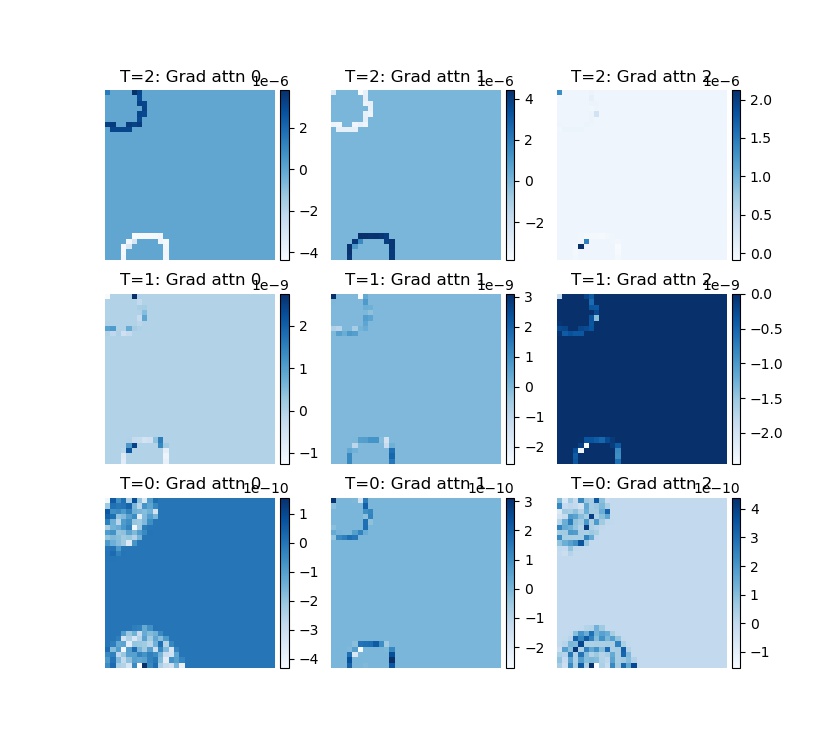 T=2: Grad attn 0
1e−6
T=2: Grad attn 1
1e−6
T=2: Grad attn 2
1e−6
2
0
−2
−4
4
2
0
−2
2.0
1.5
1.0
0.5
0.0
T=1: Grad attn 0
1e−9
T=1: Grad attn 1
1e−9
T=1: Grad attn 2
1e−9
2
1
0
−1
3
2
1
0
−1
−2
0.0
−0.5
−1.0
−1.5
−2.0
T=0: Grad attn 0
1e−10
T=0: Grad attn 1
1e−10
T=0: Grad attn 2
1e−10
1
0
−1
−2
−3
−4
3
2
1
0
−1
−2
4
3
2
1
0
−1